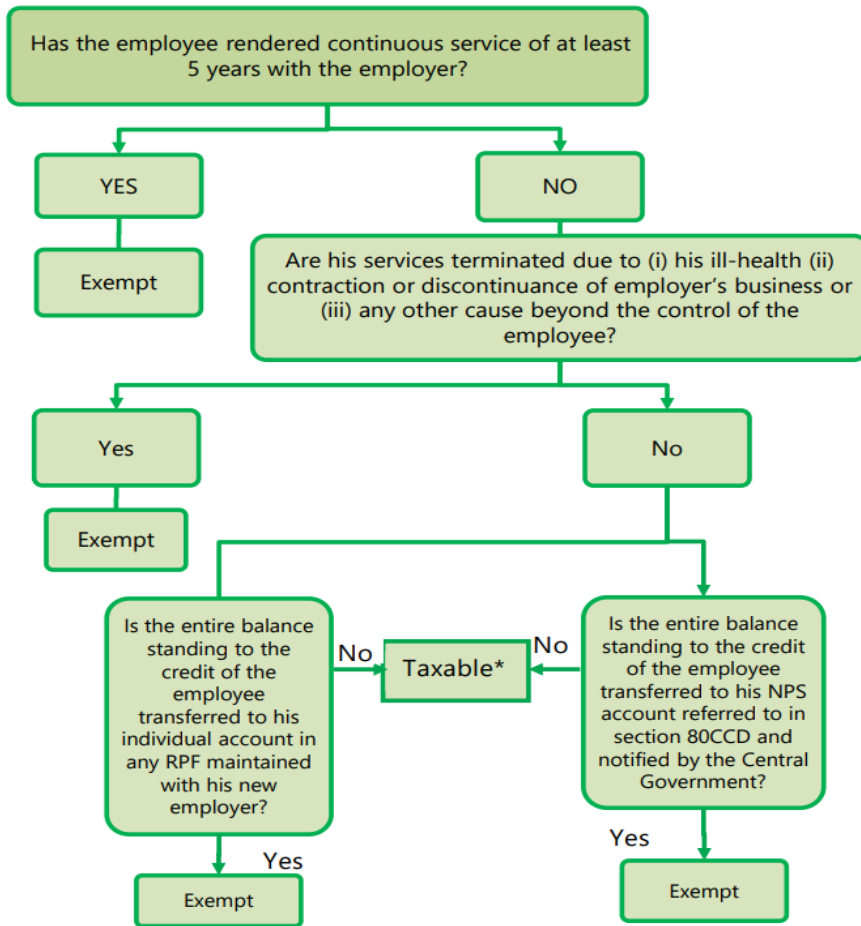 Has the employee rendered continuous service of at least
5 years with the employer?
YES
NO
Exempt
Are his services terminated due to (i) his ill-health (ii)
contraction or discontinuance of employer's business or
(iii) any other cause beyond the control of the
employee?
Yes
No
Exempt
Is the entire balance
standing to the
credit of the
employee
transferred to his
individual account in
any RPF maintained
with his new
employer?
No
Taxable*
No
Is the entire balance
standing to the credit
of the employee
transferred to his NPS
account referred to in
section 80CCD and
notified by the Central
Government?
Yes
Yes
Exempt
Exempt